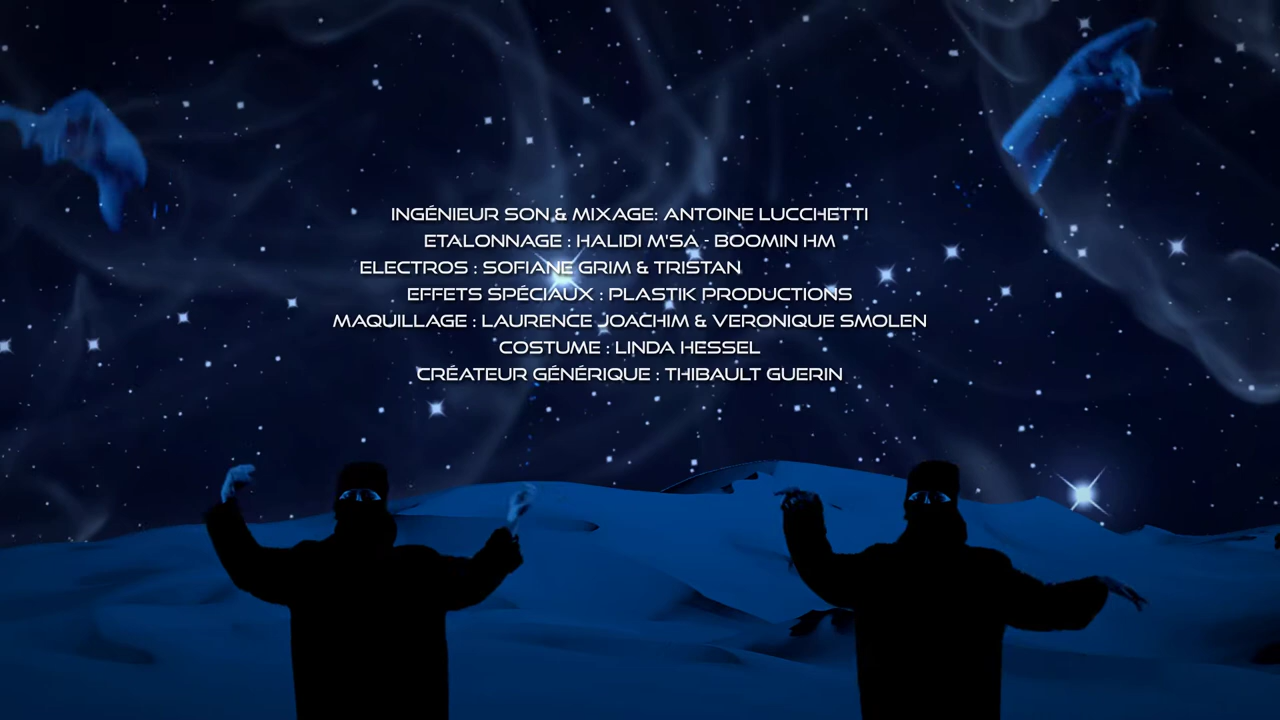 INGÉNIEUR SON & MIXAGE: ANTOINE LUCCHETTI
ETALONNAGE : HALIDI M'SA - BOOMIN HM
ELECTROS : SOFIANE GRIM & TRISTAN
EFFETS SPÉCIAUX : PLASTIK PRODUCTIONS
MAQUILLAGE : LAURENCE JOACHIM & VERONIQUE SMOLEN
COSTUME : LINDA HESSEL
CRÉATEUR GÉNÉRIQUE : THIBAULT GUERIN